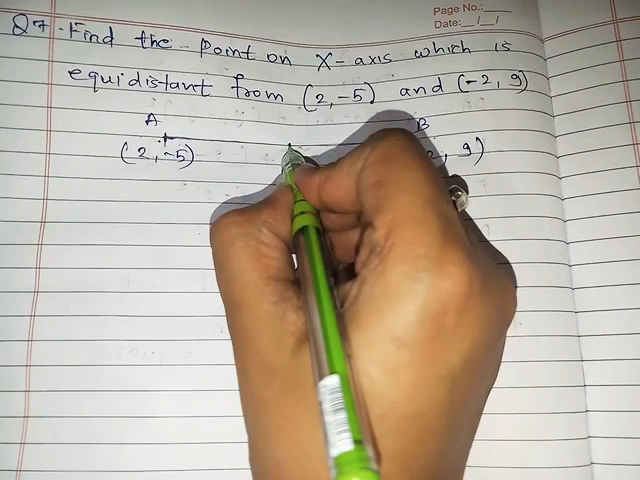 Page No.:
Date: / /
Q7. Find the point on X-axis which is
equidistant from (2, -5) and (-2, 9)
A B
(2, -5) 2, 9)